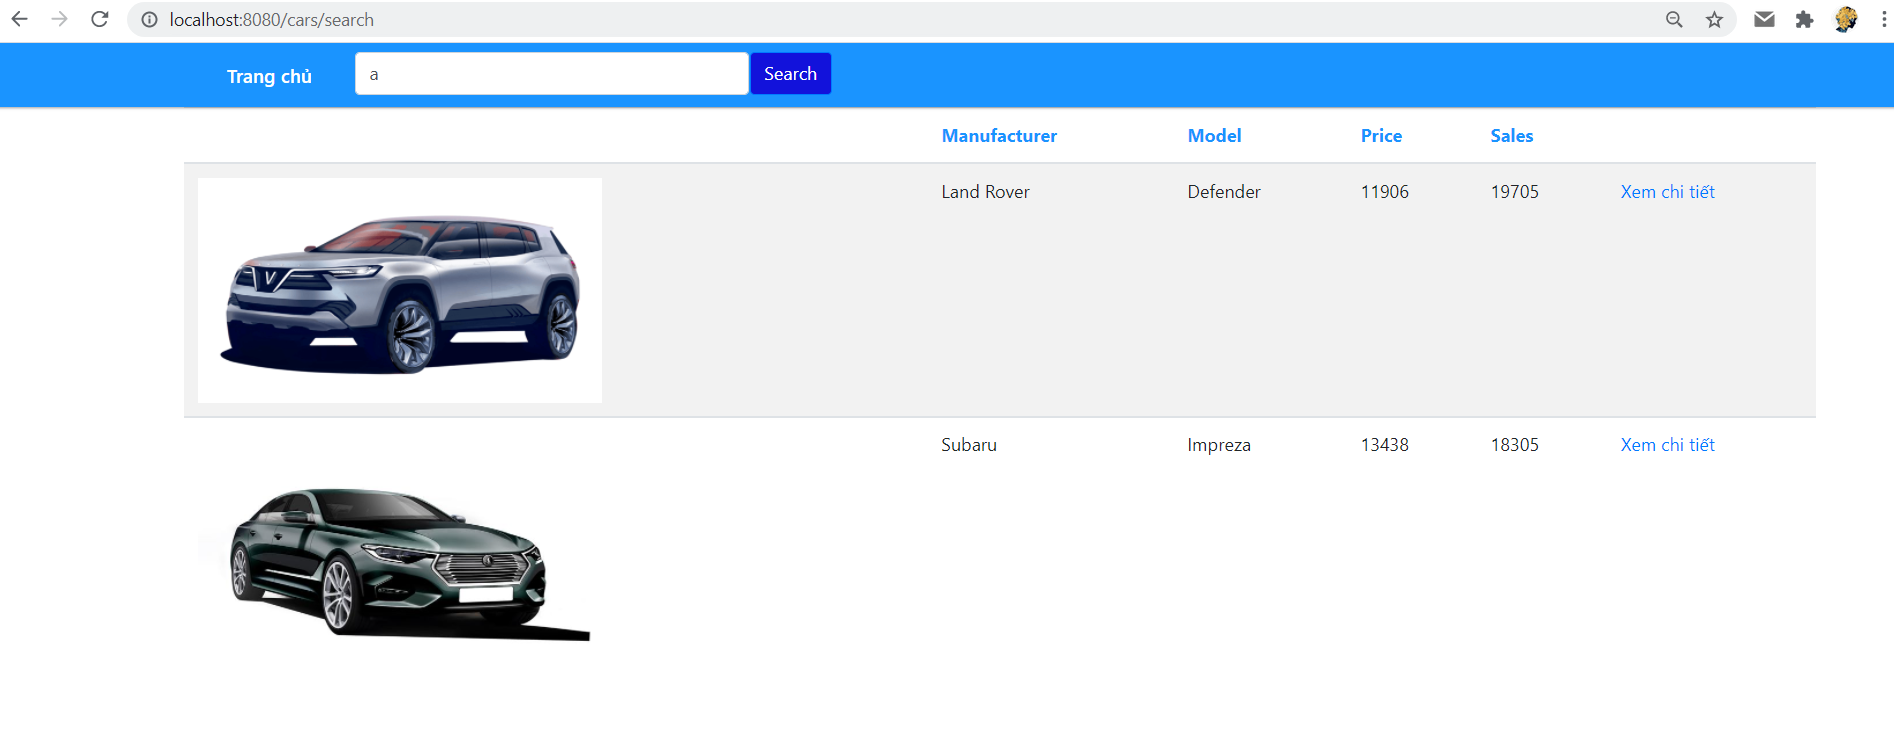 localhost:8080/cars/search
Trang chủ a Search
Manufacturer Model Price Sales
Land Rover Defender 11906 19705 Xem chi tiết
Subaru Impreza 13438 18305 Xem chi tiết